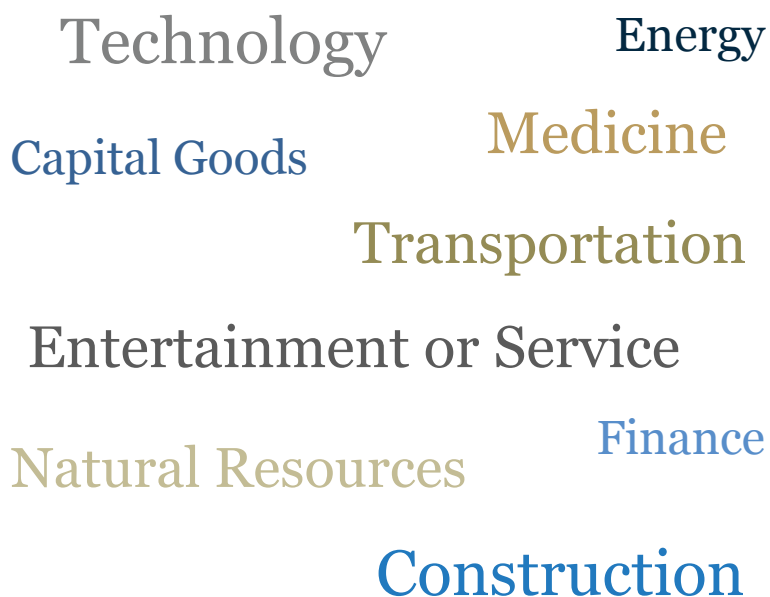 Technology
Energy
Medicine
Capital Goods
Transportation
Entertainment or Service
Finance
Natural Resources
Construction